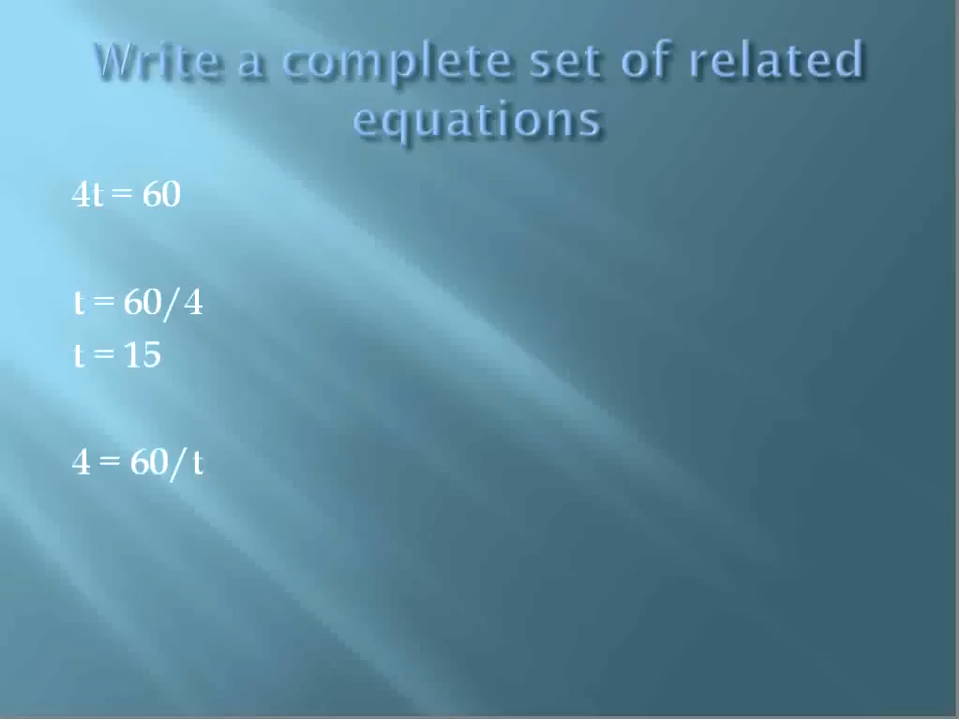 Write a complete set of related
equations
4t = 60
t = 60/4
t = 15
4 = 60/t